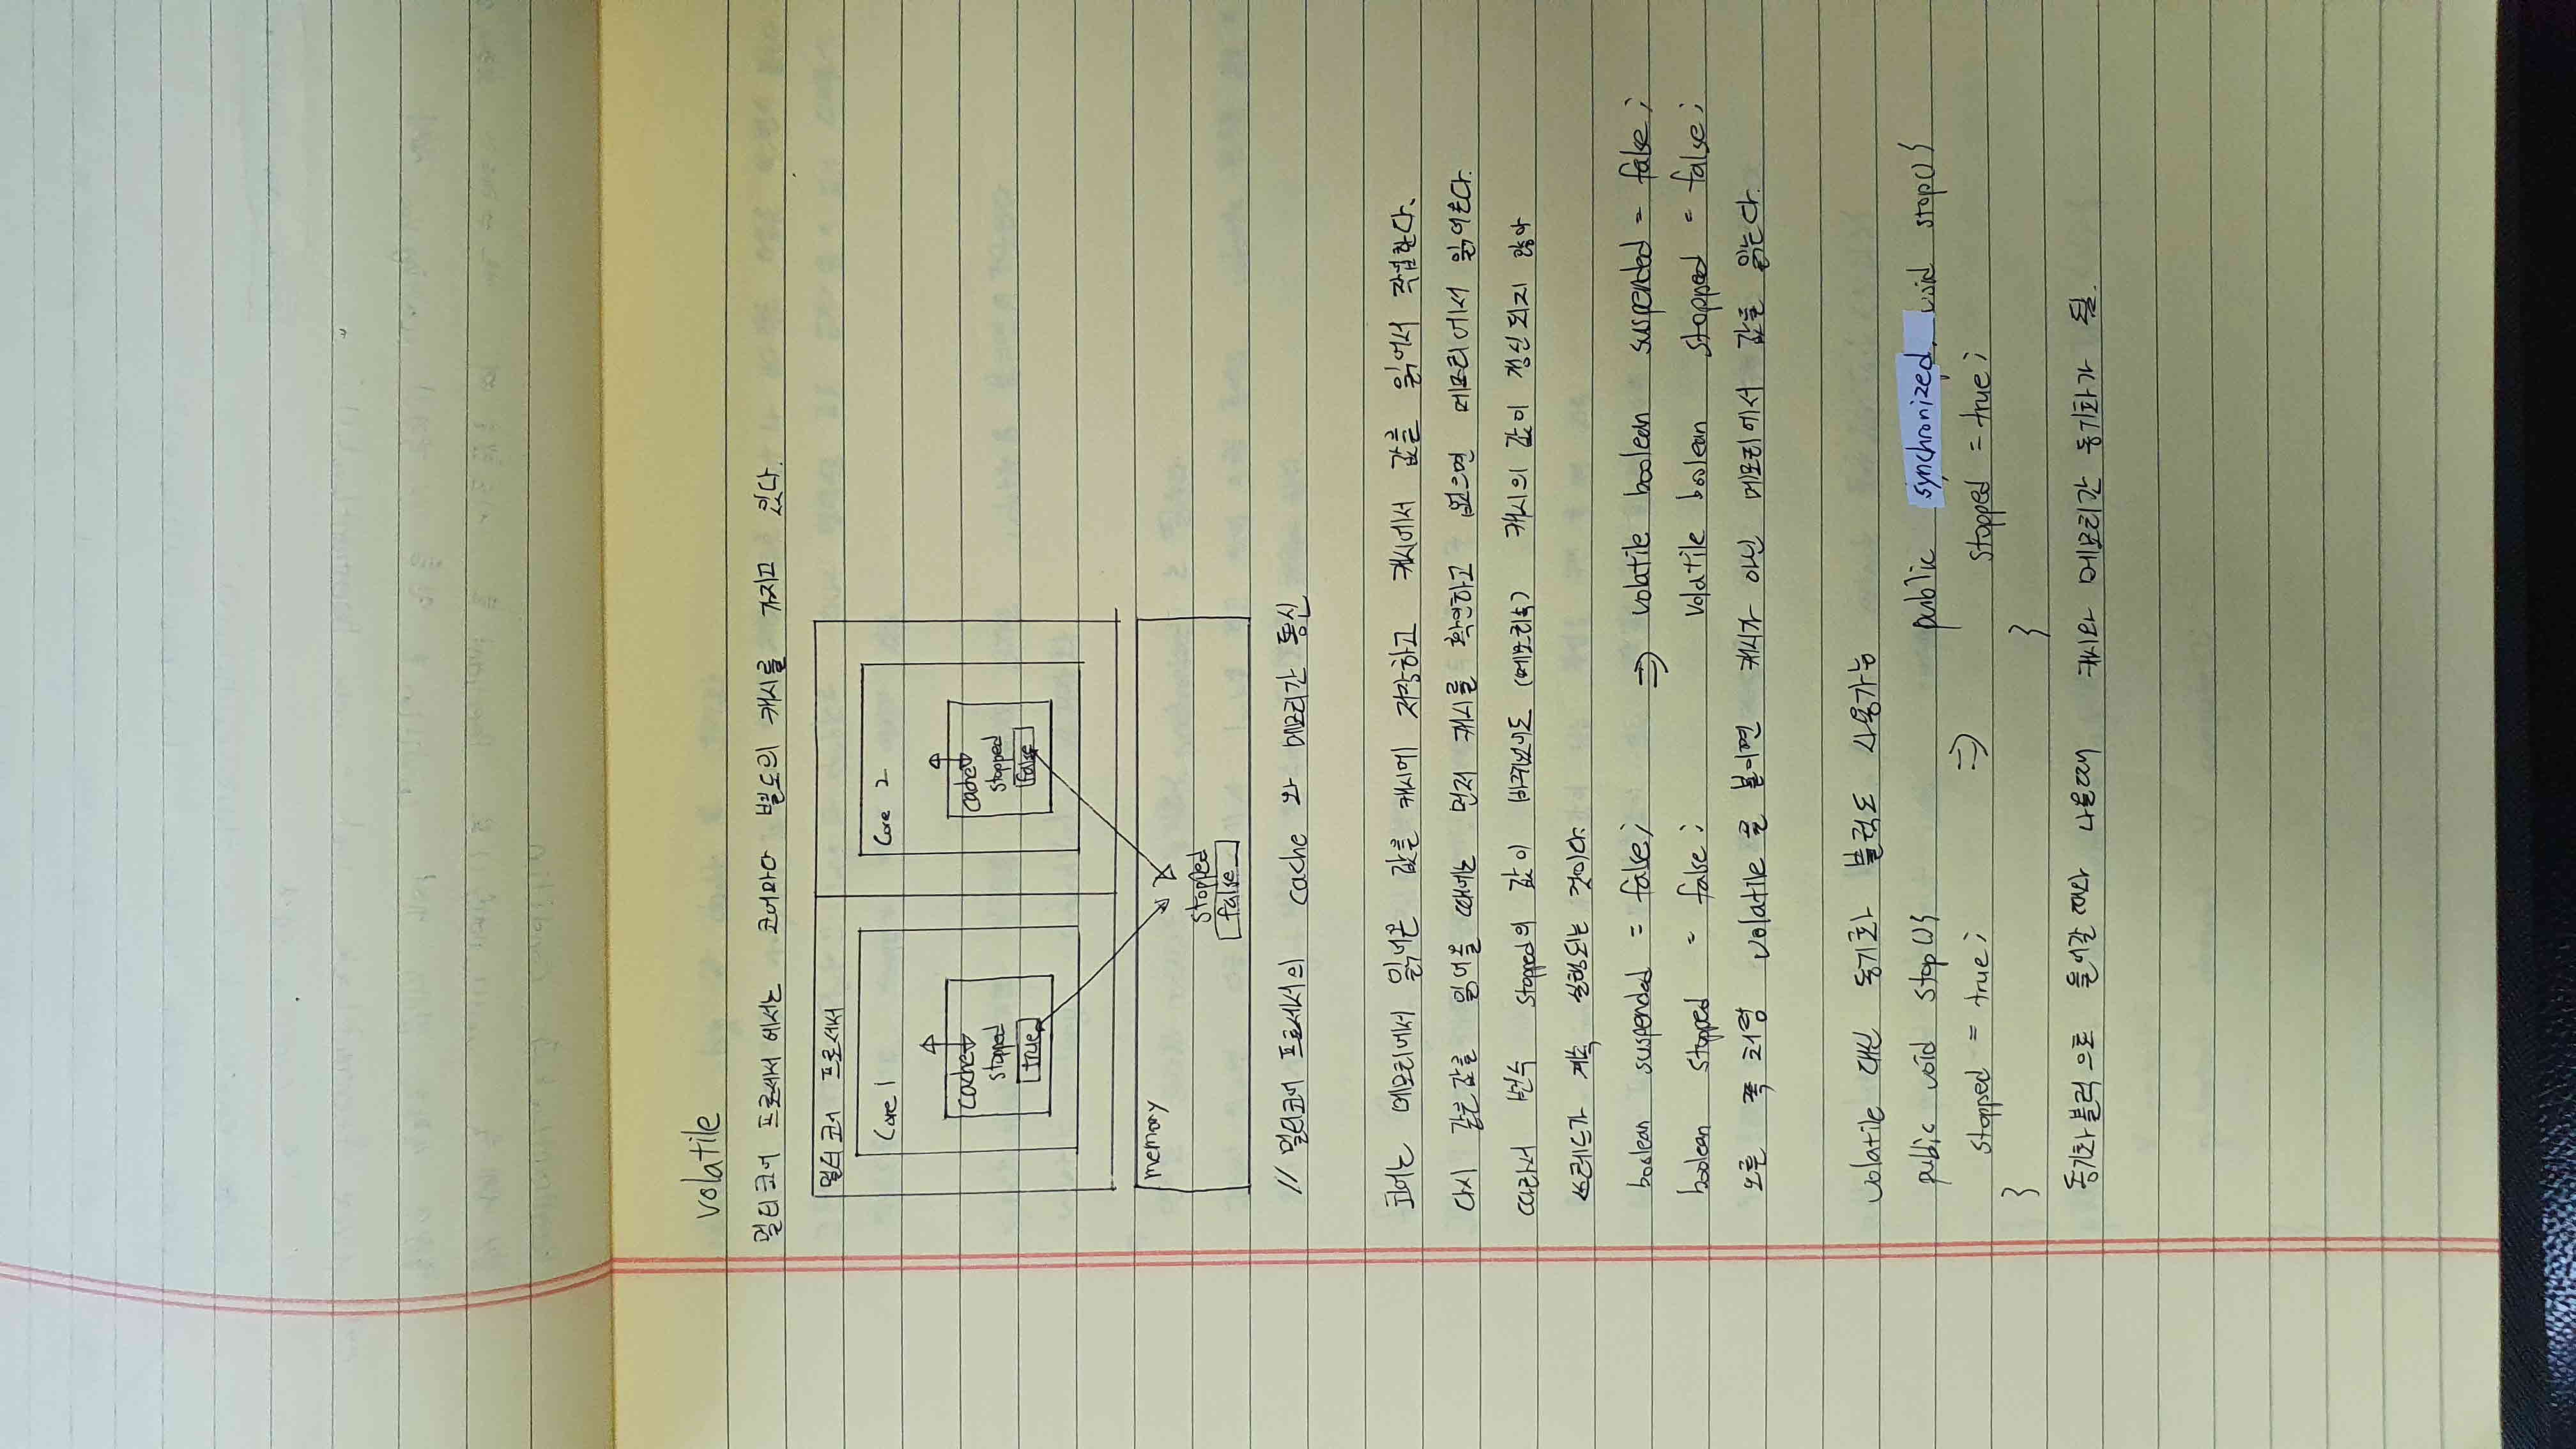 volatile
멀티 코어 프로세서 에서는 코어마다 별도의 캐시를 가지고 있다.
멀티 코어 프로세서
Core 1
Core 2
cache
stopped
true
cache
stopped
false
memory
stopped
false
// 멀티코어 프로세서의 cache 와 메모리간 통신
코어는 메모리에서 읽어온 값을 캐시에 저장하고 캐시에서 값을 읽어서 작업한다.
다시 같은값을 읽어올 때에는 먼저 캐시를 확인하고 없으면 메모리에서 읽어온다.
따라서 변수 stopped의 값이 바뀌었어도 (메모리속) 캐시의 값이 갱신되지 않아
쓰레드가 계속 실행되는 것이다.
boolean suspended = false; ⇒ volatile boolean suspended = false;
boolean stopped = false; volatile boolean stopped = false;
오른 쪽 처럼 volatile 을 붙이면 캐시가 아닌 메모리에서 값을 읽는다.
volatile 대신 동기화 블럭도 사용가능
public void stop(){ public synchronized void stop(){
stopped = true; ⇒ stopped = true;
} }
동기화블럭으로 들어갈 때와 나올때 캐시와 메모리간 동기화가 됨.